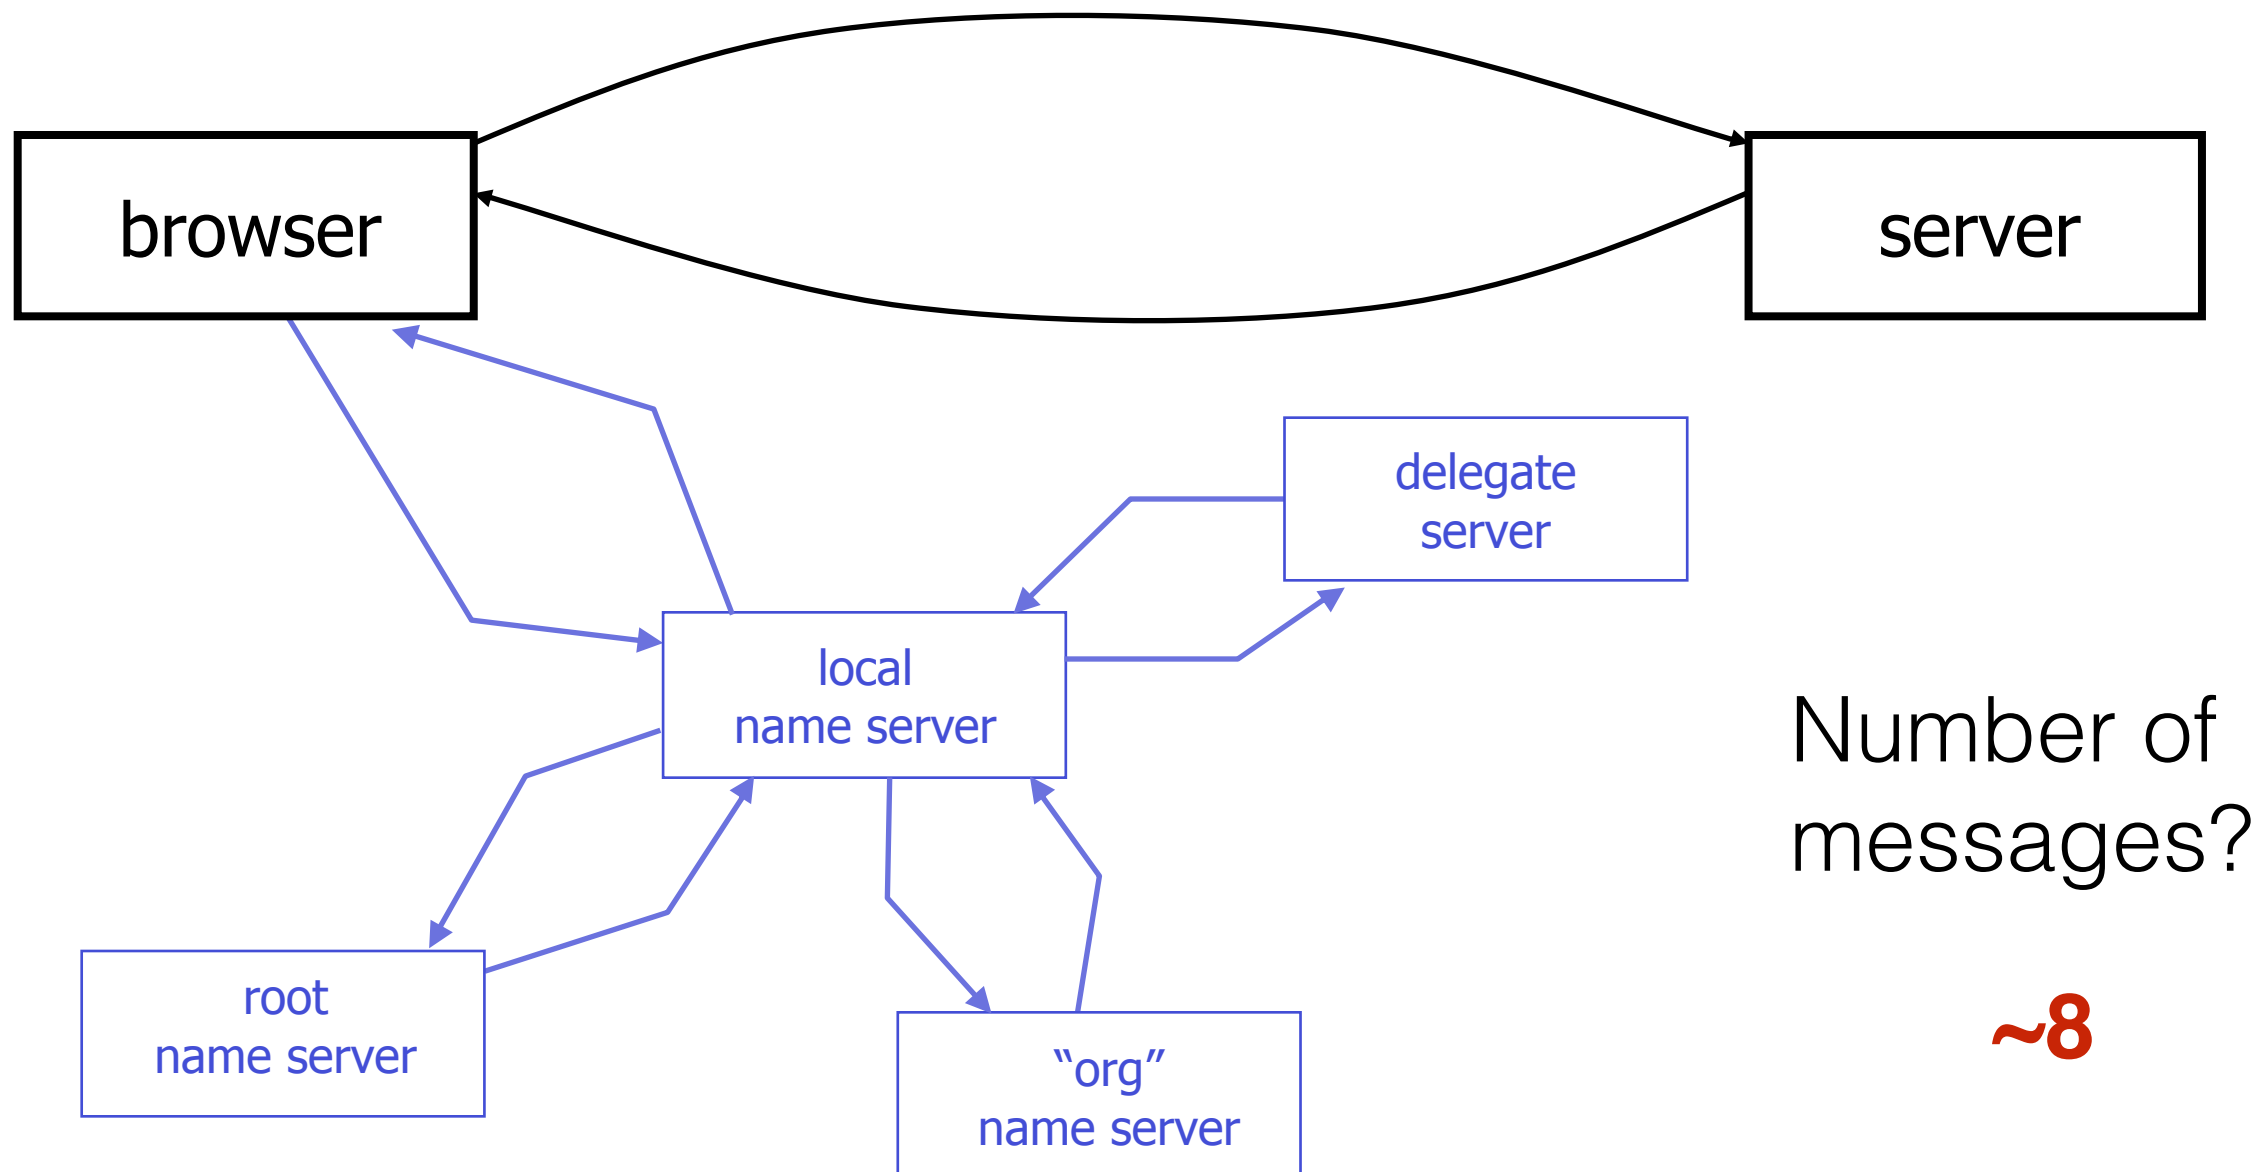 browser
server
delegate
server
local
name server
Number of
messages?
root
name server
~8
“org”
name server